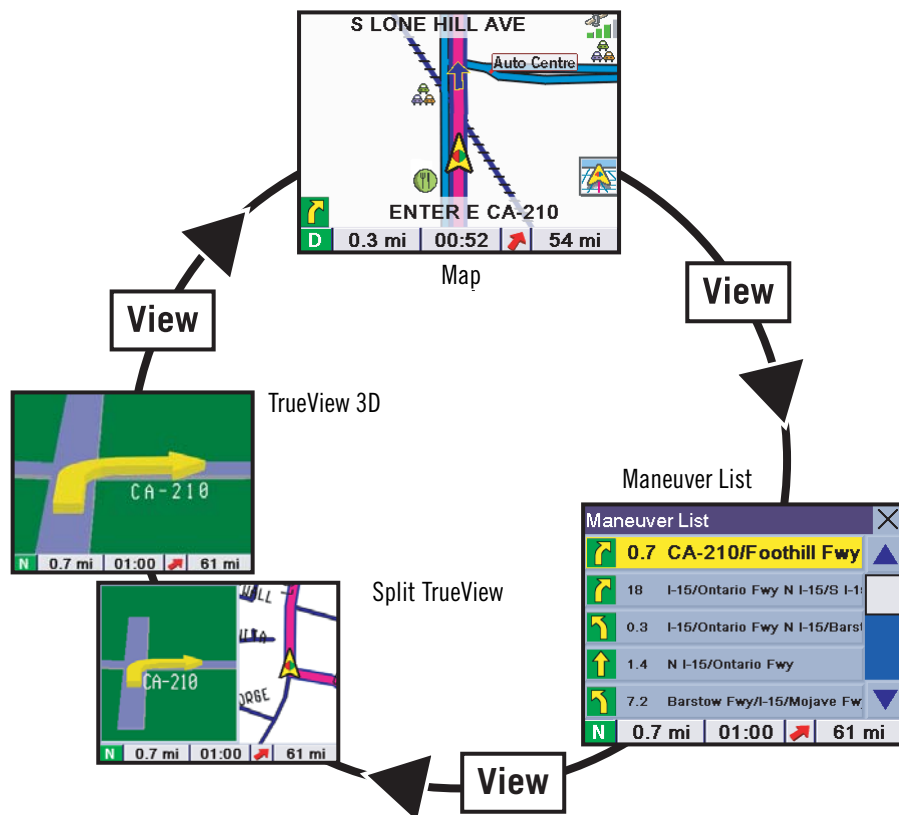 S LONE HILL AVE
Auto Centre
ENTER E CA-210
D 0.3 mi 00:52 54 mi
Map
View
View
TrueView 3D
CA-210
N 0.7 mi 01:00 61 mi
Maneuver List
Maneuver List
0.7 CA-210/Foothill Fwy
18 I-15/Ontario Fwy N I-15/S I-1
0.3 I-15/Ontario Fwy N I-15/Barst
1.4 N I-15/Ontario Fwy
7.2 Barstow Fwy/I-15/Mojave Fw
N 0.7 mi 01:00 61 mi
Split TrueView
CA-210
N 0.7 mi 01:00 61 mi
View